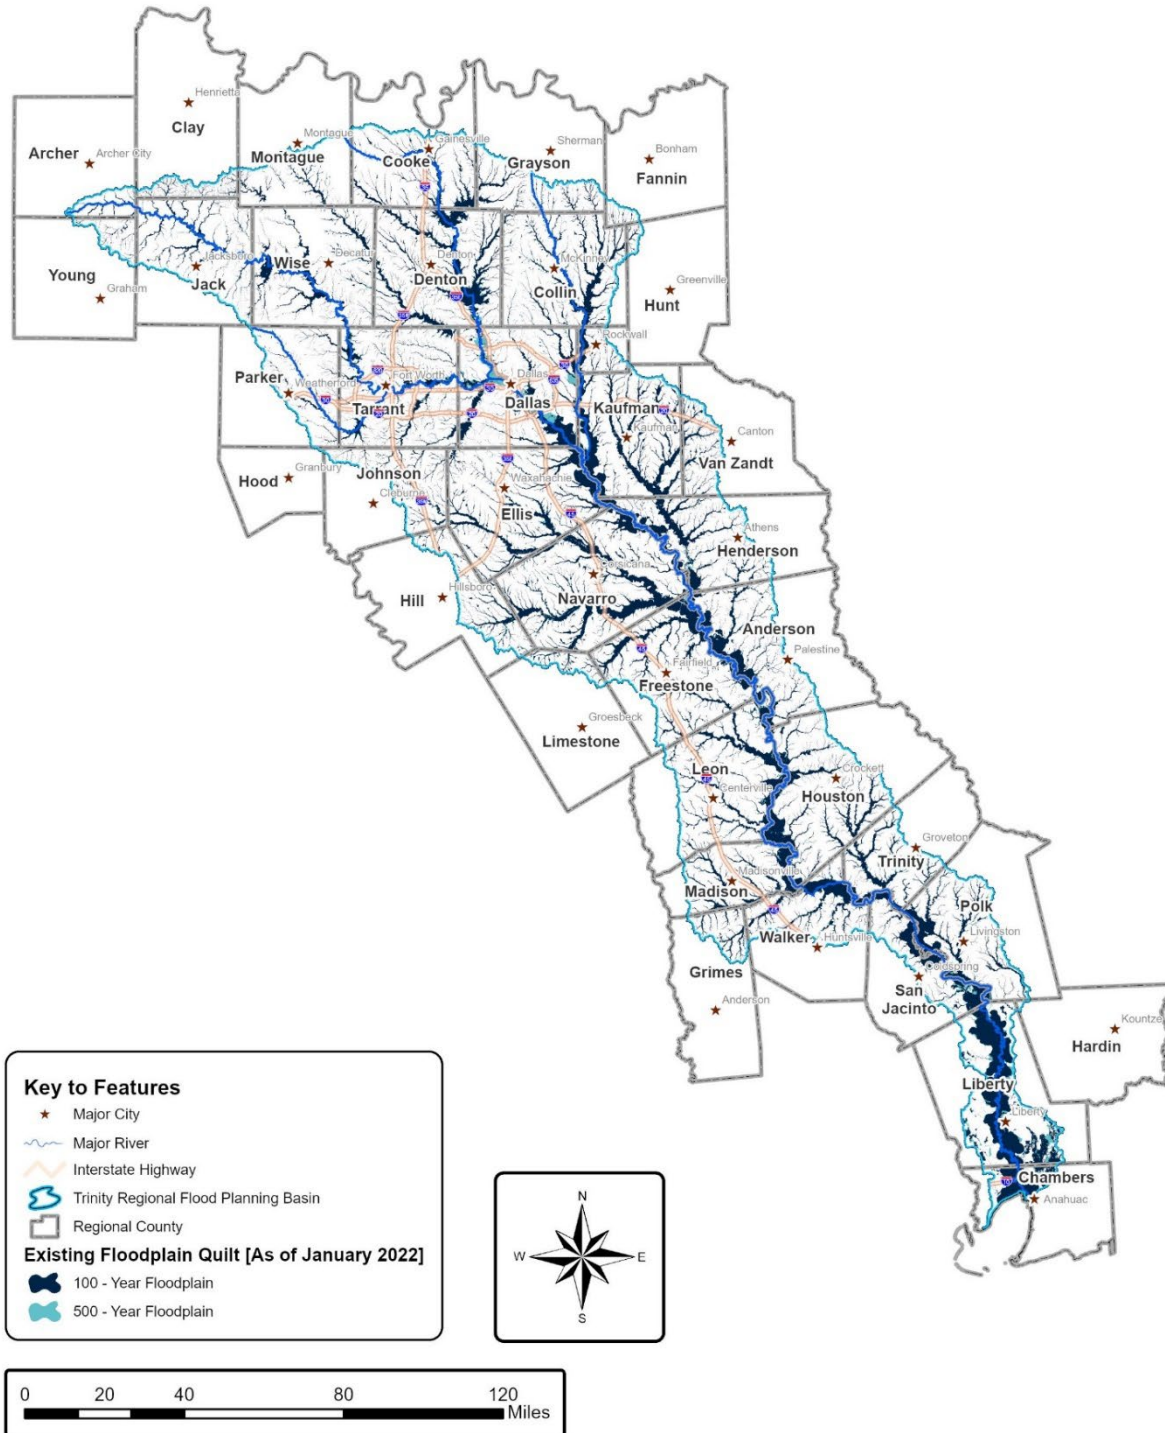 Henrietta
Clay
Archer
Archer City
Montague
Montague
Gainesville
Cooke
Sherman
Grayson
Bonham
Fannin
Young
Graham
Jacksboro
Jack
Wise
Decatur
Denton
Denton
McKinney
Collin
Greenville
Hunt
Rockwall
Parker
Weatherford
Fort Worth
Tarrant
Dallas
Dallas
Kaufman
Kaufman
Canton
Van Zandt
Hood
Granbury
Johnson
Cleburne
Waxahachie
Ellis
Athens
Henderson
Hill
Hillsboro
Corsicana
Navarro
Anderson
Palestine
Fairfield
Freestone
Groesbeck
Limestone
Leon
Centerville
Crockett
Houston
Groveton
Trinity
Madisonville
Madison
Polk
Livingston
Walker
Huntsville
Grimes
Anderson
Coldspring
San
Jacinto
Kountze
Hardin
Liberty
Liberty
Chambers
Anahuac
Key to Features
Major City
Major River
Interstate Highway
Trinity Regional Flood Planning Basin
Regional County
Existing Floodplain Quilt [As of January 2022]
100 - Year Floodplain
500 - Year Floodplain
N
W E
S
0 20 40 80 120
Miles